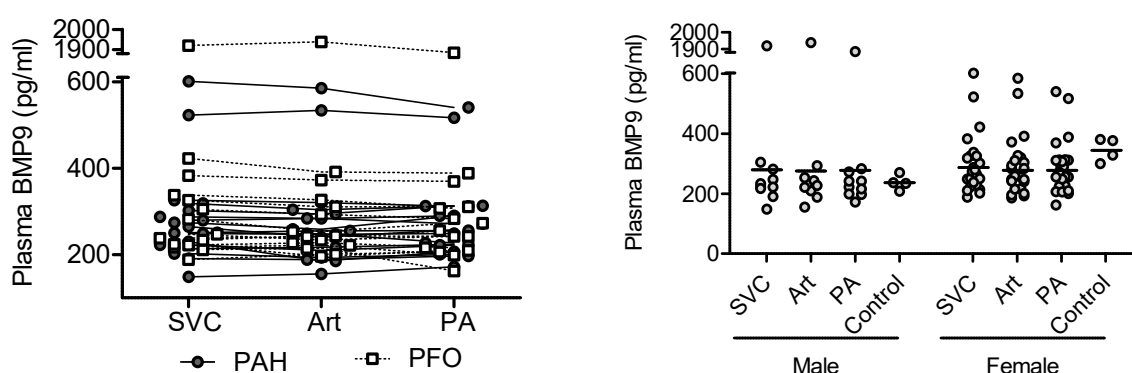 Plasma BMP9 (pg/ml)
2000
1900
600
400
200
SVC Art PA
PAH PFO
Plasma BMP9 (pg/ml)
2000
1900
600
400
200
0
SVC Art PA Control SVC Art PA Control
Male Female